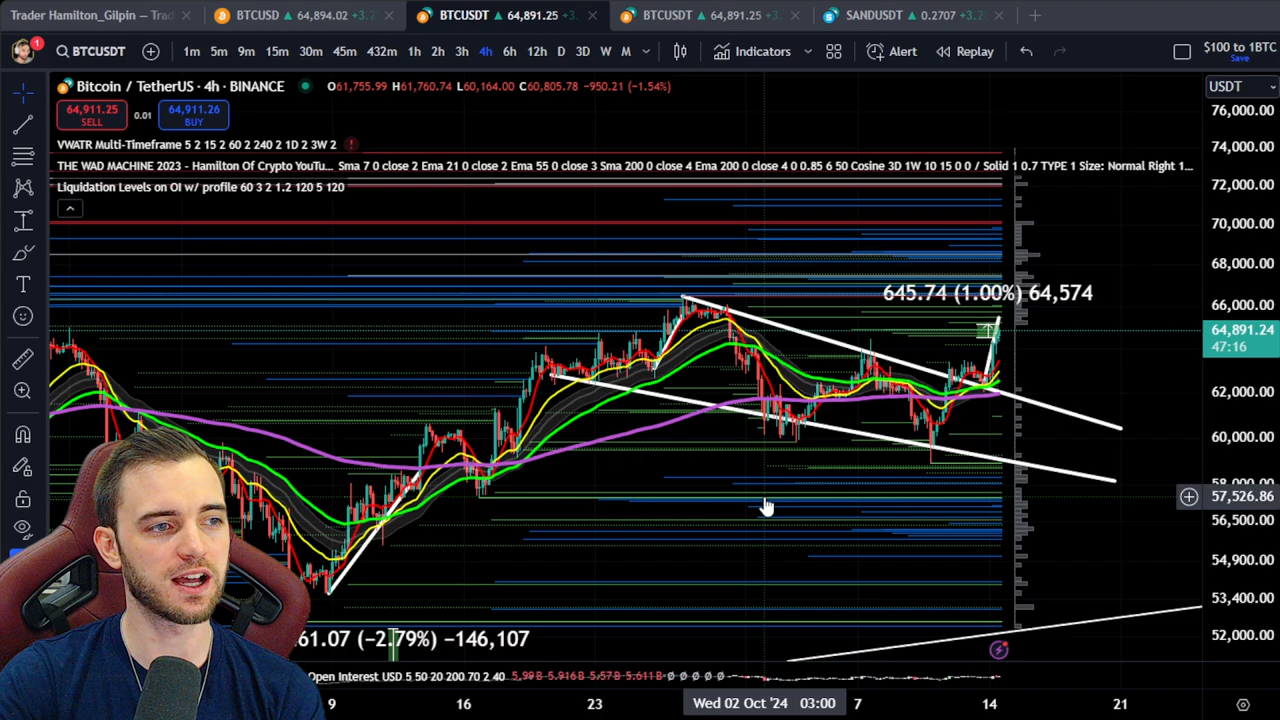 Trader Hamilton_Gilpin — Trad
BTCUSD ▲ 64,894.02 +3.2
BTCUSDT ▲ 64,891.25 +3.
BTCUSDT ▲ 64,891.25 +3.
SANDUSDT ▲ 0.2707 +3.2
1
BTCUSDT
1m 5m 9m 15m 30m 45m 432m 1h 2h 3h 4h 6h 12h D 3D W M
Indicators
Alert
Replay
$100 to 1BTC
Save
Bitcoin / TetherUS · 4h · BINANCE
O61,755.99 H61,760.74 L60,164.00 C60,805.78 −950.21 (−1.54%)
USDT
64,911.25
SELL
0.01
64,911.26
BUY
VWATR Multi-Timeframe 5 2 15 2 60 2 240 2 1D 2 3W 2
THE WAD MACHINE 2023 - Hamilton Of Crypto YouTu... Sma 7 0 close 2 Ema 21 0 close 2 Ema 55 0 close 3 Sma 200 0 close 4 Ema 200 0 close 4 0 0.85 6 50 Cosine 3D 1W 10 15 0 0 / Solid 1 0.7 TYPE 1 Size: Normal Right 1...
Liquidation Levels on OI w/ profile 60 3 2 1.2 120 5 120
76,000.00
74,000.00
72,000.00
70,000.00
68,000.00
66,000.00
645.74 (1.00%) 64,574
64,891.24
47:16
62,000.00
60,000.00
57,526.86
56,500.00
54,900.00
53,400.00
52,000.00
61.07 (−2.79%) −146,107
Open Interest USD 5 50 20 200 70 2 40 5.99B 5.916B 5.57B 5.611B ∅ ∅ ∅ ∅ ∅
9 16 23 Wed 02 Oct '24 03:00 7 14 21